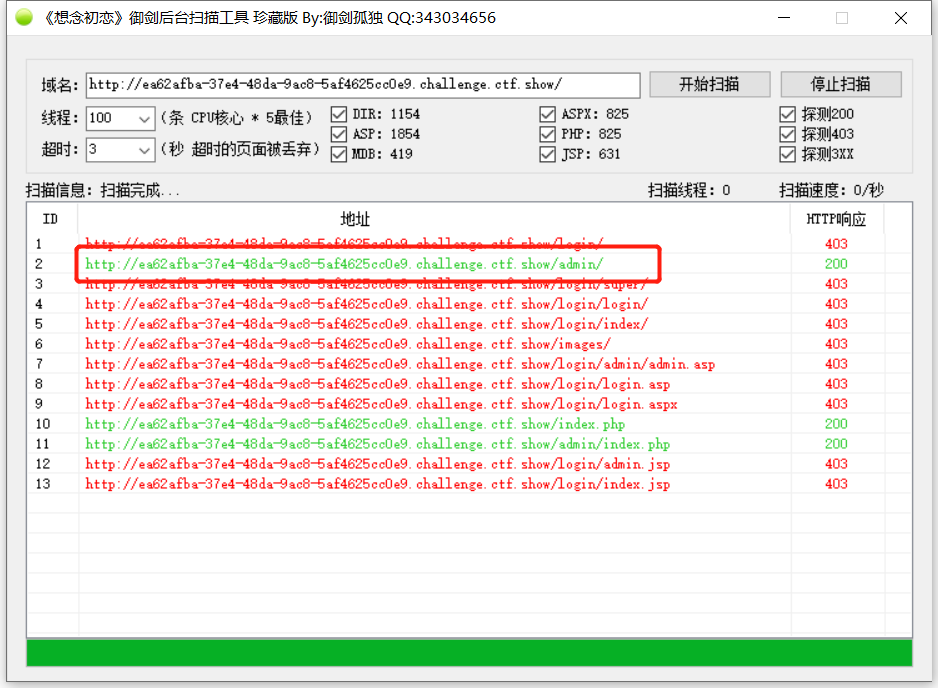 《想念初恋》御剑后台扫描工具 珍藏版 By:御剑孤独 QQ:343034656
域名: http://ea62afba-37e4-48da-9ac8-5af4625cc0e9.challenge.ctf.show/ 开始扫描 停止扫描
线程: 100 (条 CPU核心 * 5最佳) DIR: 1154 ASPX: 825 探测200
ASP: 1854 PHP: 825 探测403
超时: 3 (秒 超时的页面被丢弃) MDB: 419 JSP: 631 探测3XX
扫描信息: 扫描完成... 扫描线程: 0 扫描速度: 0/秒
ID 地址 HTTP响应
1 http://ea62afba-37e4-48da-9ac8-5af4625cc0e9.challenge.ctf.show/login/ 403
2 http://ea62afba-37e4-48da-9ac8-5af4625cc0e9.challenge.ctf.show/admin/ 200
3 http://ea62afba-37e4-48da-9ac8-5af4625cc0e9.challenge.ctf.show/login/super/ 403
4 http://ea62afba-37e4-48da-9ac8-5af4625cc0e9.challenge.ctf.show/login/login/ 403
5 http://ea62afba-37e4-48da-9ac8-5af4625cc0e9.challenge.ctf.show/login/index/ 403
6 http://ea62afba-37e4-48da-9ac8-5af4625cc0e9.challenge.ctf.show/images/ 403
7 http://ea62afba-37e4-48da-9ac8-5af4625cc0e9.challenge.ctf.show/login/admin/admin.asp 403
8 http://ea62afba-37e4-48da-9ac8-5af4625cc0e9.challenge.ctf.show/login/login.asp 403
9 http://ea62afba-37e4-48da-9ac8-5af4625cc0e9.challenge.ctf.show/login/login.aspx 403
10 http://ea62afba-37e4-48da-9ac8-5af4625cc0e9.challenge.ctf.show/index.php 200
11 http://ea62afba-37e4-48da-9ac8-5af4625cc0e9.challenge.ctf.show/admin/index.php 200
12 http://ea62afba-37e4-48da-9ac8-5af4625cc0e9.challenge.ctf.show/login/admin.jsp 403
13 http://ea62afba-37e4-48da-9ac8-5af4625cc0e9.challenge.ctf.show/login/index.jsp 403